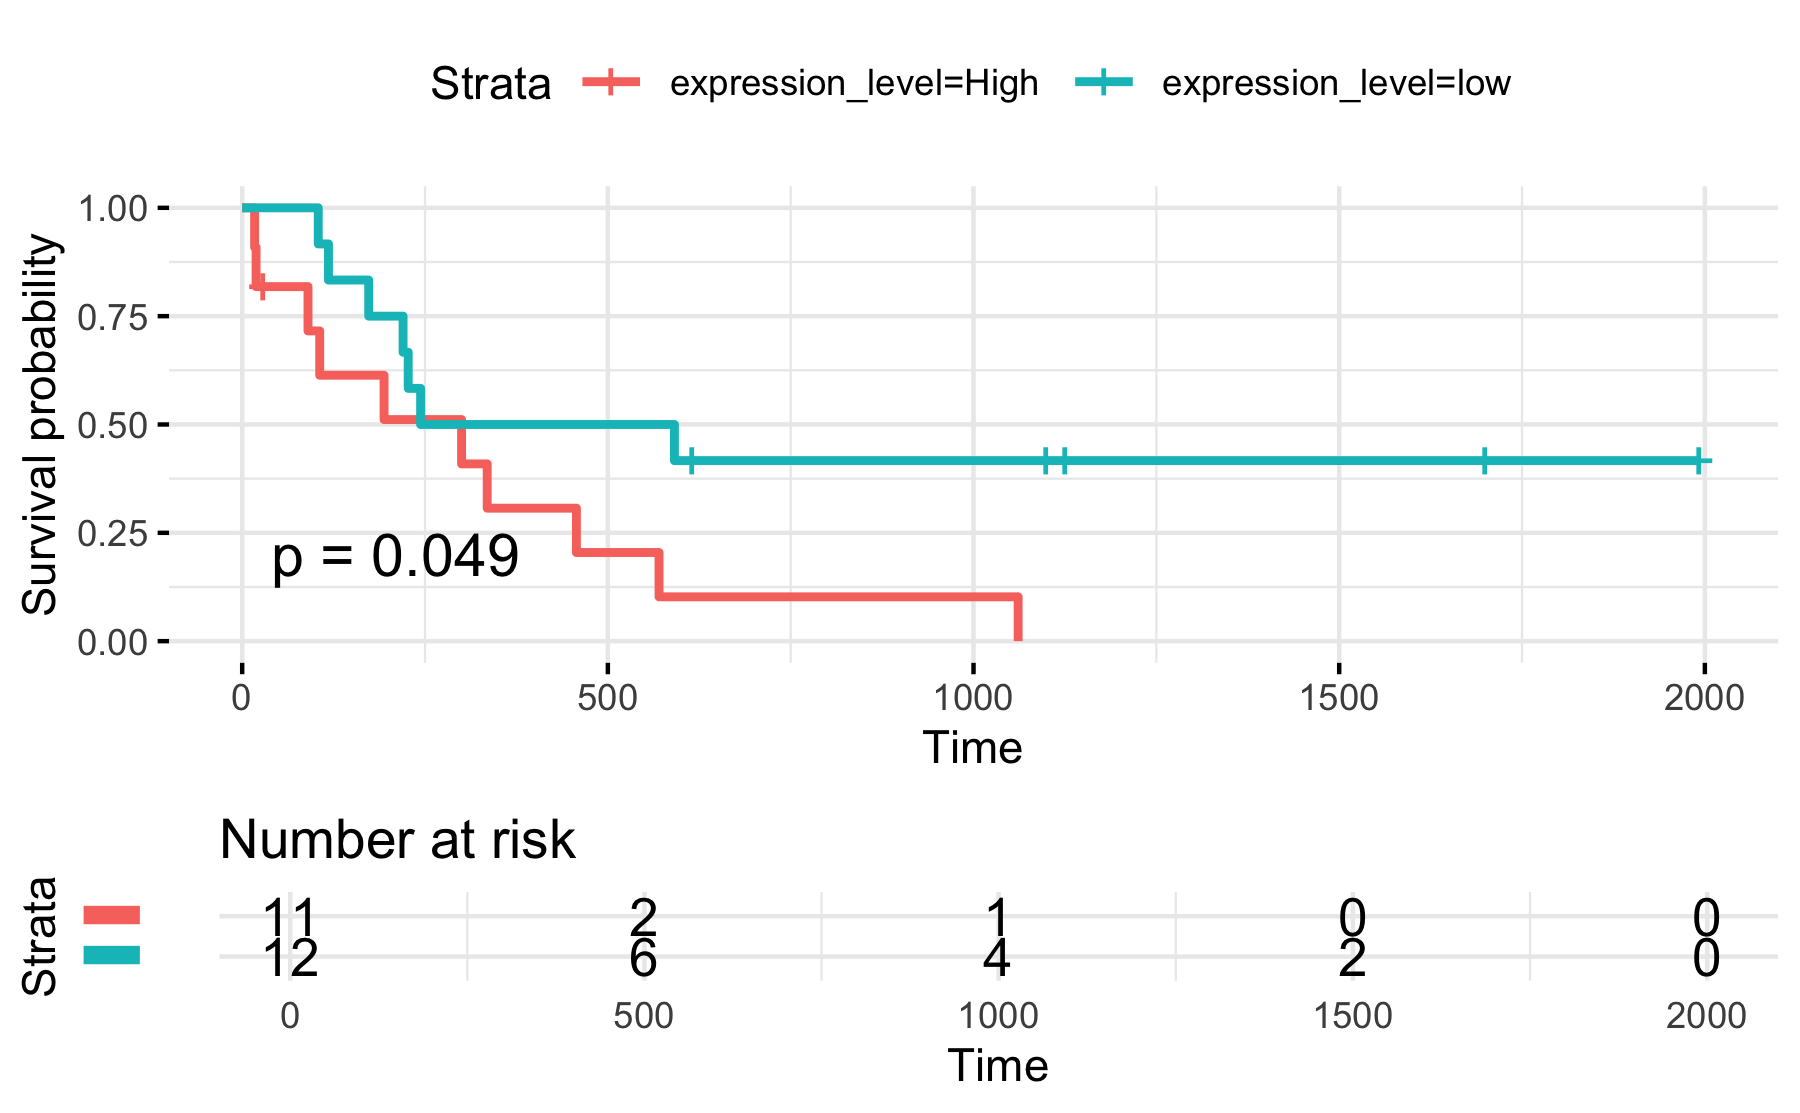 Strata expression_level=High expression_level=low
Survival probability
1.00
0.75
0.50
0.25
0.00
p = 0.049
0 500 1000 1500 2000
Time
Number at risk
Strata
11 2 1 0 0
12 6 4 2 0
0 500 1000 1500 2000
Time